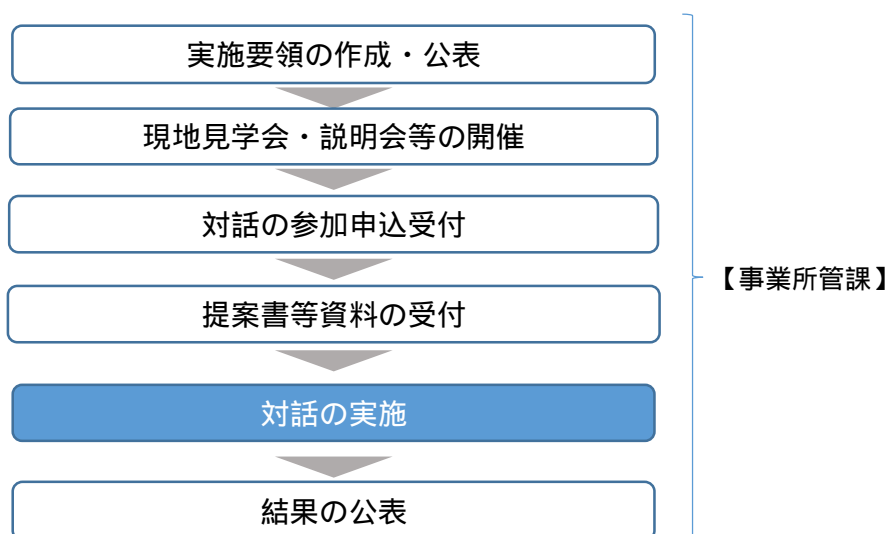 実施要領の作成・公表
現地見学会・説明会等の開催
対話の参加申込受付
提案書等資料の受付
【事業所管課】
対話の実施
結果の公表